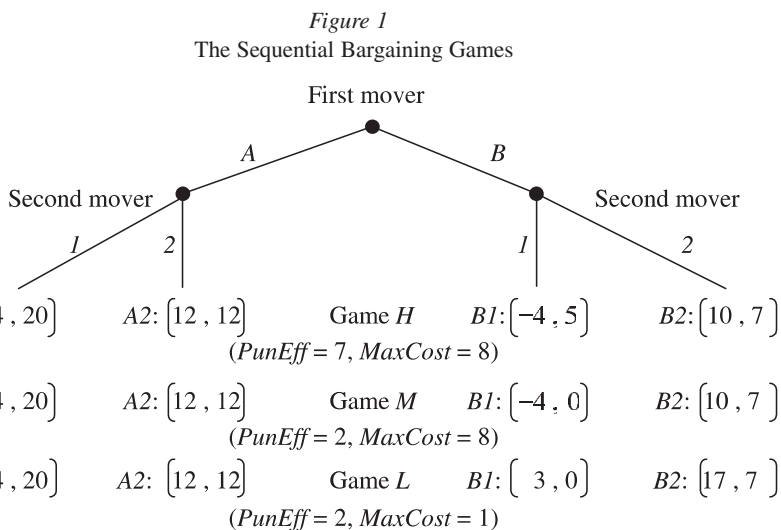 Figure 1
The Sequential Bargaining Games
First mover
A B
Second mover Second mover
1 2 1 2
, 20) A2: (12 , 12) Game H B1: (−4 , 5) B2: (10 , 7)
(PunEff = 7, MaxCost = 8)
, 20) A2: (12 , 12) Game M B1: (−4 , 0) B2: (10 , 7)
(PunEff = 2, MaxCost = 8)
, 20) A2: (12 , 12) Game L B1: ( 3 , 0) B2: (17 , 7)
(PunEff = 2, MaxCost = 1)